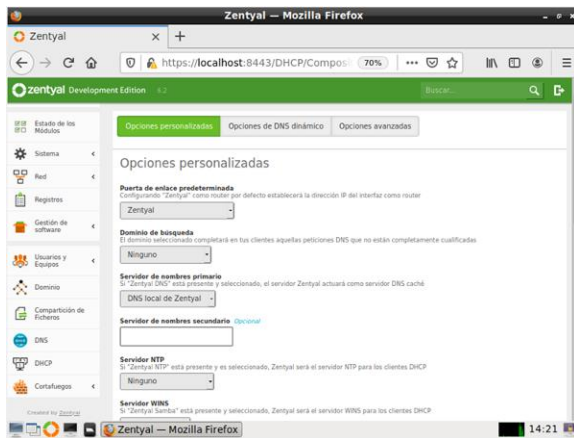 Zentyal — Mozilla Firefox
Zentyal
https://localhost:8443/DHCP/Composi 70%
zentyal Development Edition 4.2 Buscar...
Estado de los Módulos
Sistema
Red
Registros
Gestión de software
Usuarios y Equipos
Dominio
Compartición de Ficheros
DNS
DHCP
Cortafuegos
Created by Zentyal
Opciones personalizadas Opciones de DNS dinámico Opciones avanzadas
Opciones personalizadas
Puerta de enlace predeterminada
Configurando "Zentyal" como router por defecto establecerá la dirección IP del interfaz como router
Zentyal
Dominio de búsqueda
El dominio seleccionado completará en tus clientes aquellas peticiones DNS que no están completamente cualificadas
Ninguno
Servidor de nombres primario
Si "Zentyal DNS" está presente y seleccionado, el servidor Zentyal actuará como servidor DNS caché
DNS local de Zentyal
Servidor de nombres secundario Opcional
Servidor NTP
Si "Zentyal NTP" está presente y es seleccionado, Zentyal será el servidor NTP para los clientes DHCP
Ninguno
Servidor WINS
Si "Zentyal Samba" está presente y seleccionado, Zentyal será el servidor WINS para los clientes DHCP
Zentyal — Mozilla Firefox
14:21